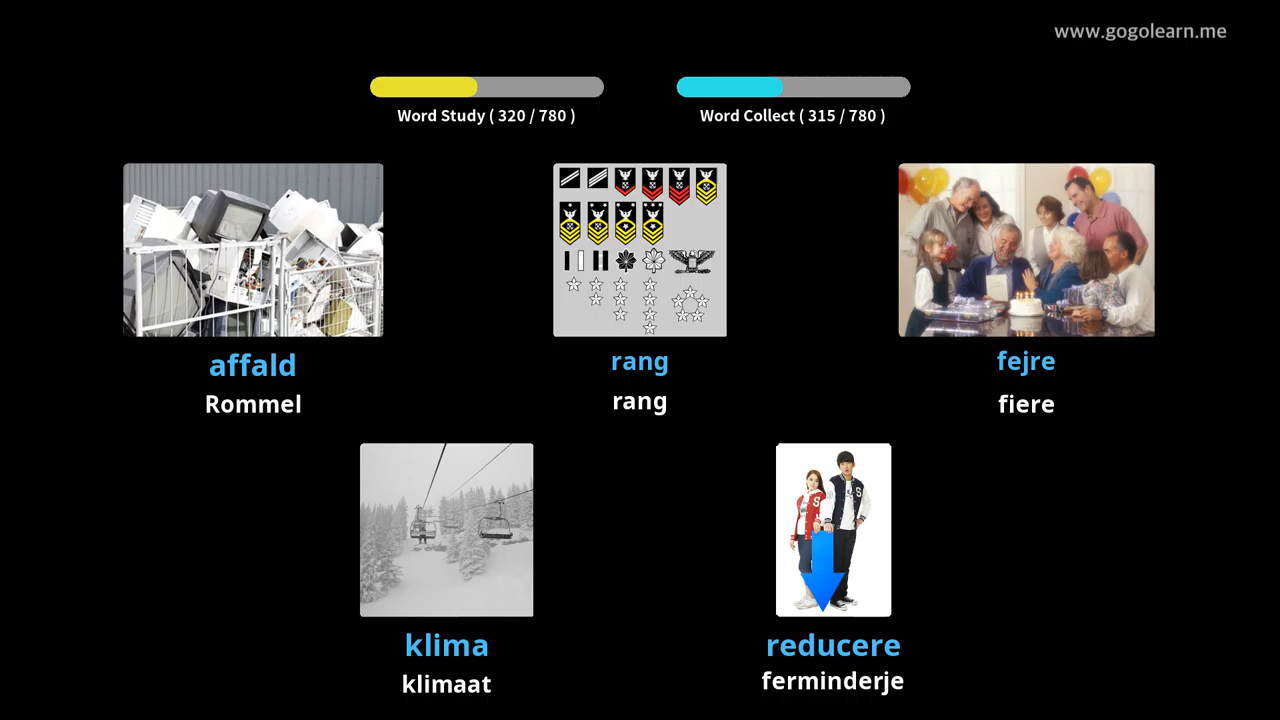 www.gogolearn.me
Word Study ( 320 / 780 )
Word Collect ( 315 / 780 )
affald
Rommel
rang
rang
fejre
fiere
klima
klimaat
reducere
ferminderje